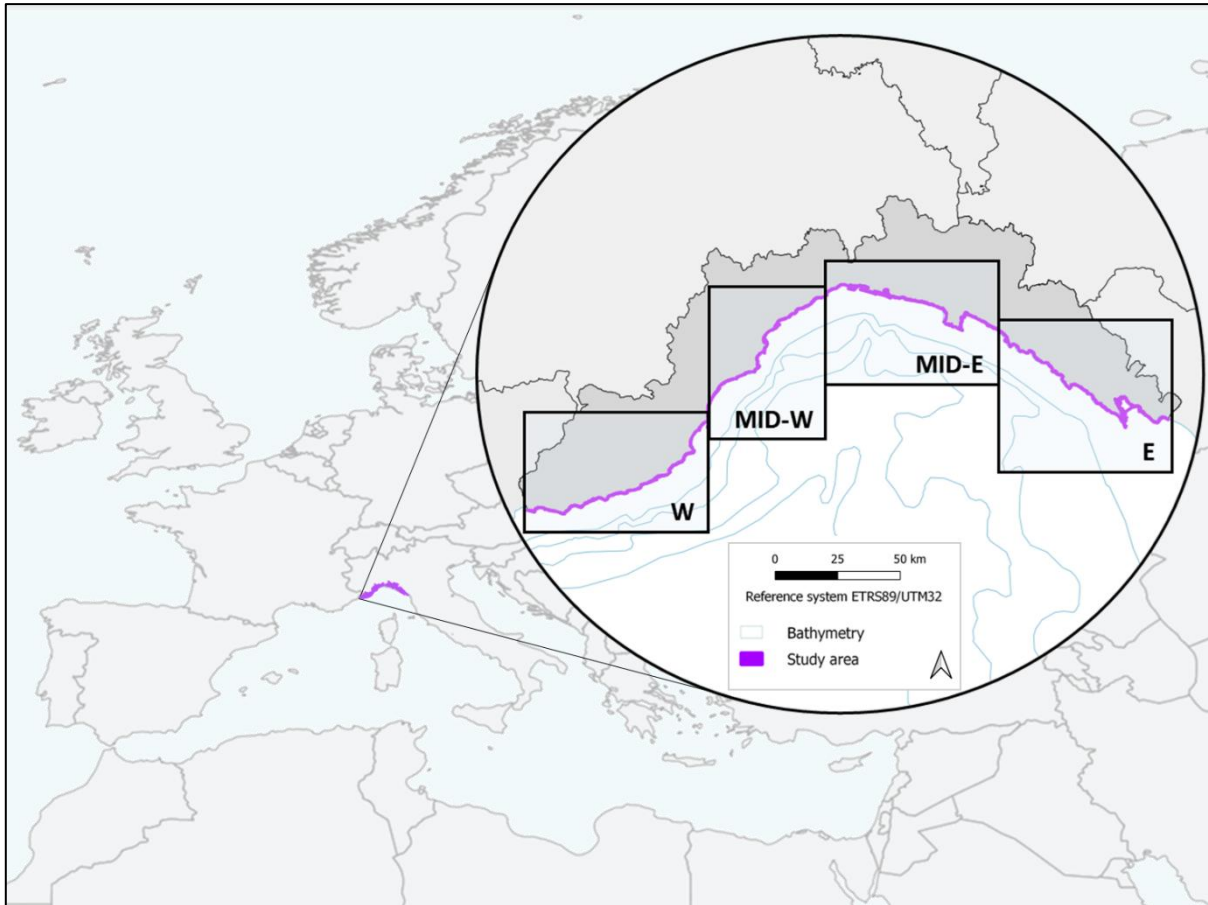 MID-E
MID-W
E
W
0 25 50 km
Reference system ETRS89/UTM32
Bathymetry
Study area